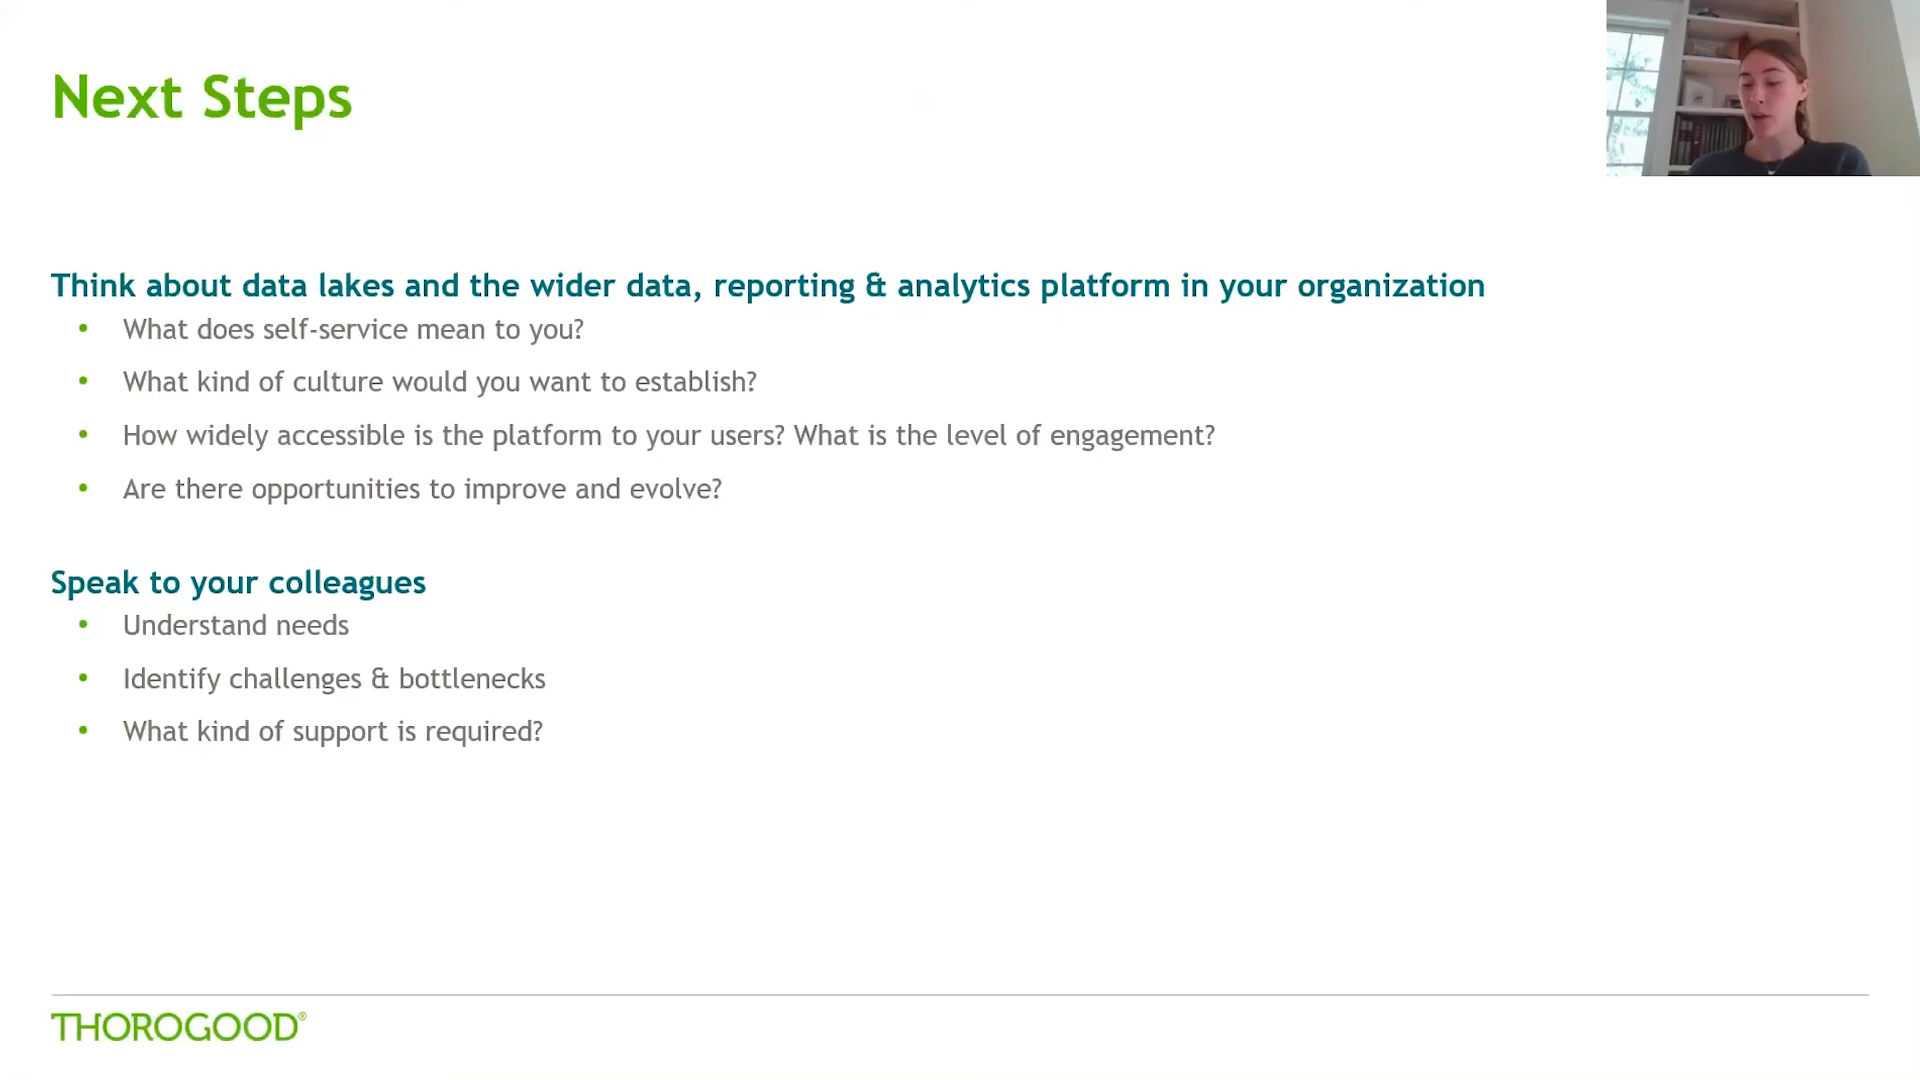 Next Steps
Think about data lakes and the wider data, reporting & analytics platform in your organization
• What does self-service mean to you?
• What kind of culture would you want to establish?
• How widely accessible is the platform to your users? What is the level of engagement?
• Are there opportunities to improve and evolve?
Speak to your colleagues
• Understand needs
• Identify challenges & bottlenecks
• What kind of support is required?
THOROGOOD®